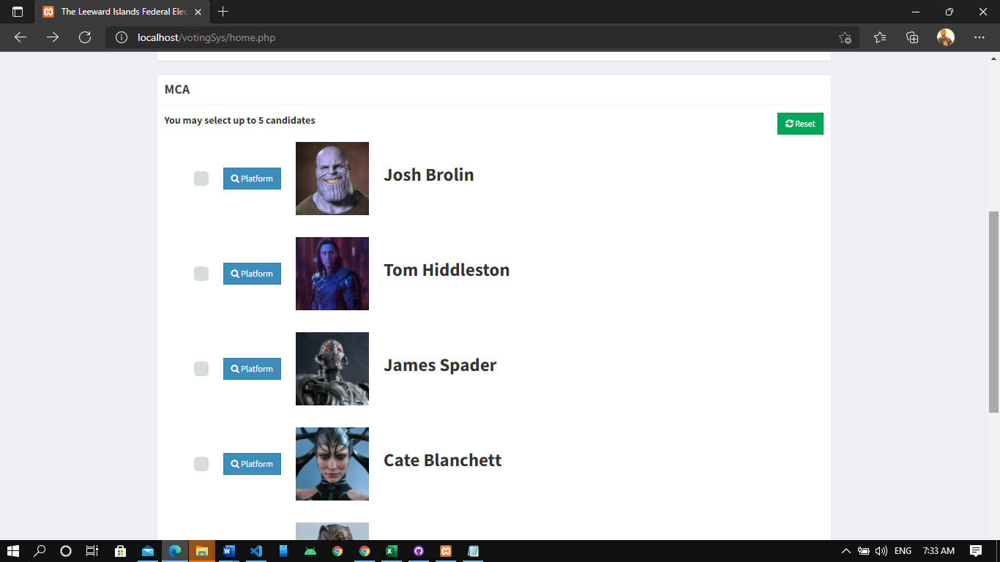 The Leeward Islands Federal Elec
localhost/votingSys/home.php
MCA
You may select up to 5 candidates
Reset
Platform
Josh Brolin
Platform
Tom Hiddleston
Platform
James Spader
Platform
Cate Blanchett
ENG
7:33 AM